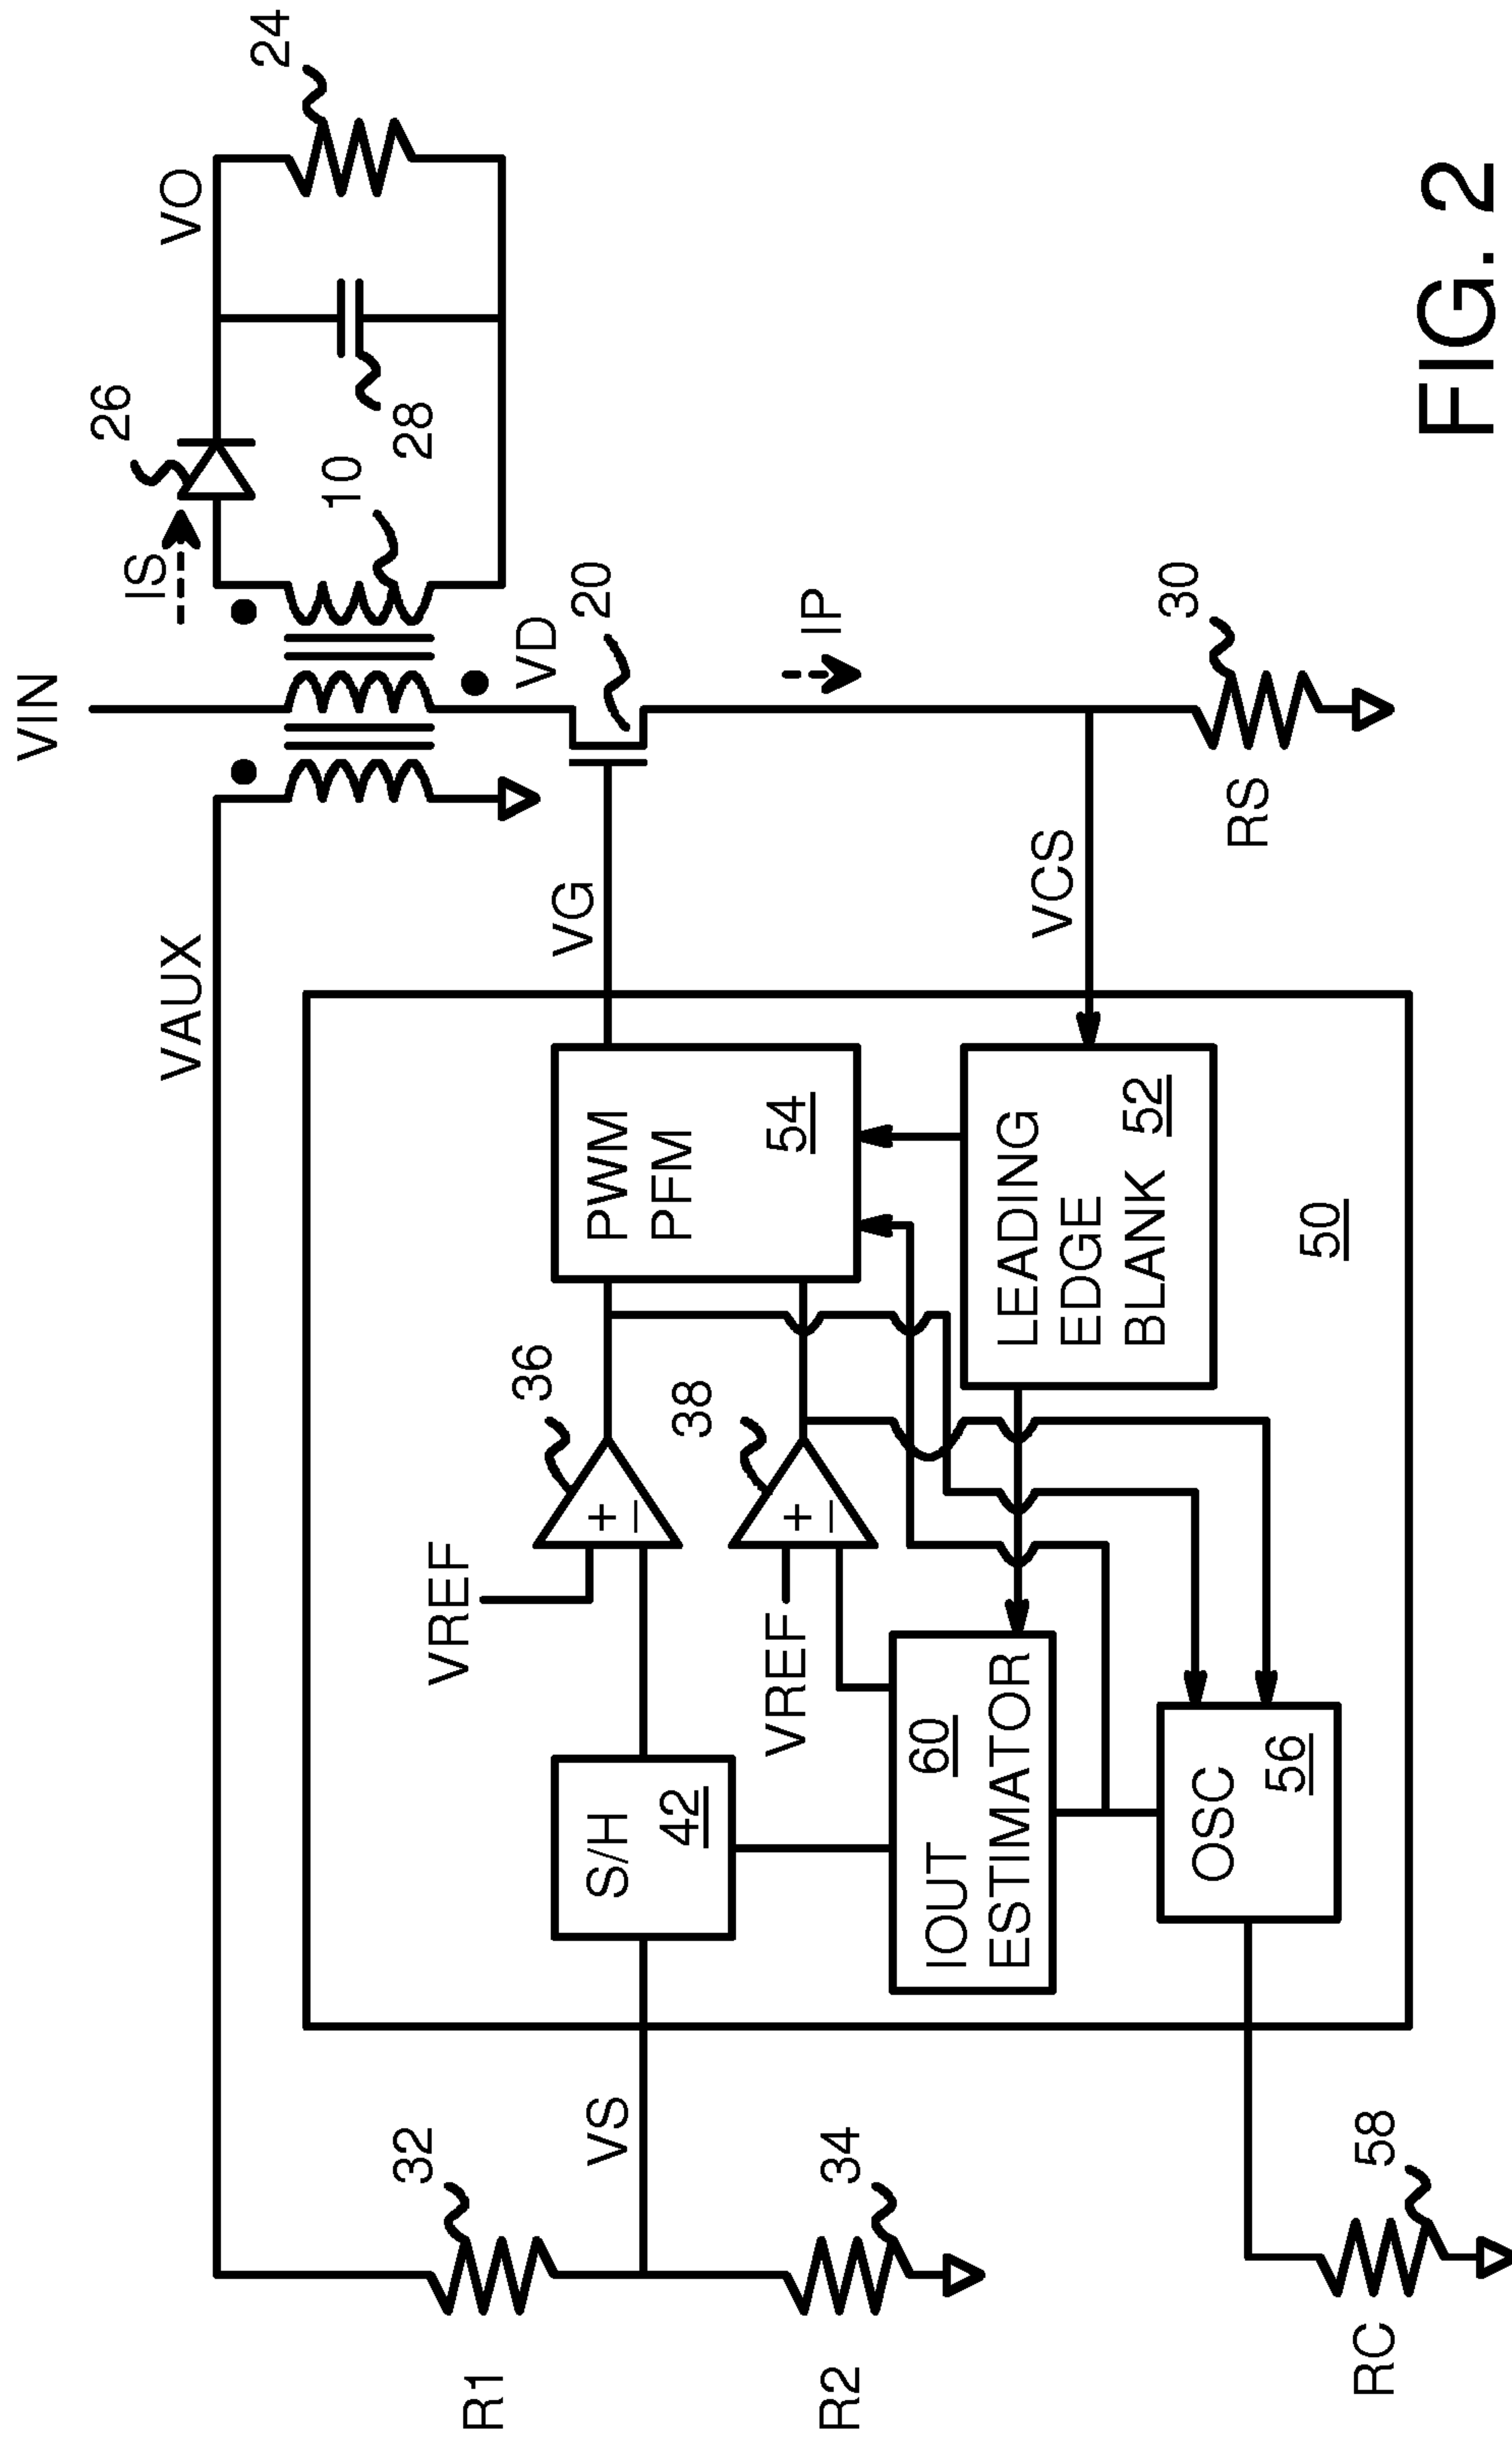 VIN
IS
26
VO
24
VAUX
10
28
VD
20
VG
32
R1
VREF
36
PWM
PFM
54
IP
VS
S/H
42
VREF
38
34
R2
IOUT
60
ESTIMATOR
LEADING
EDGE
BLANK 52
VCS
30
RS
OSC
56
50
58
RC
FIG. 2
+
−
+
−